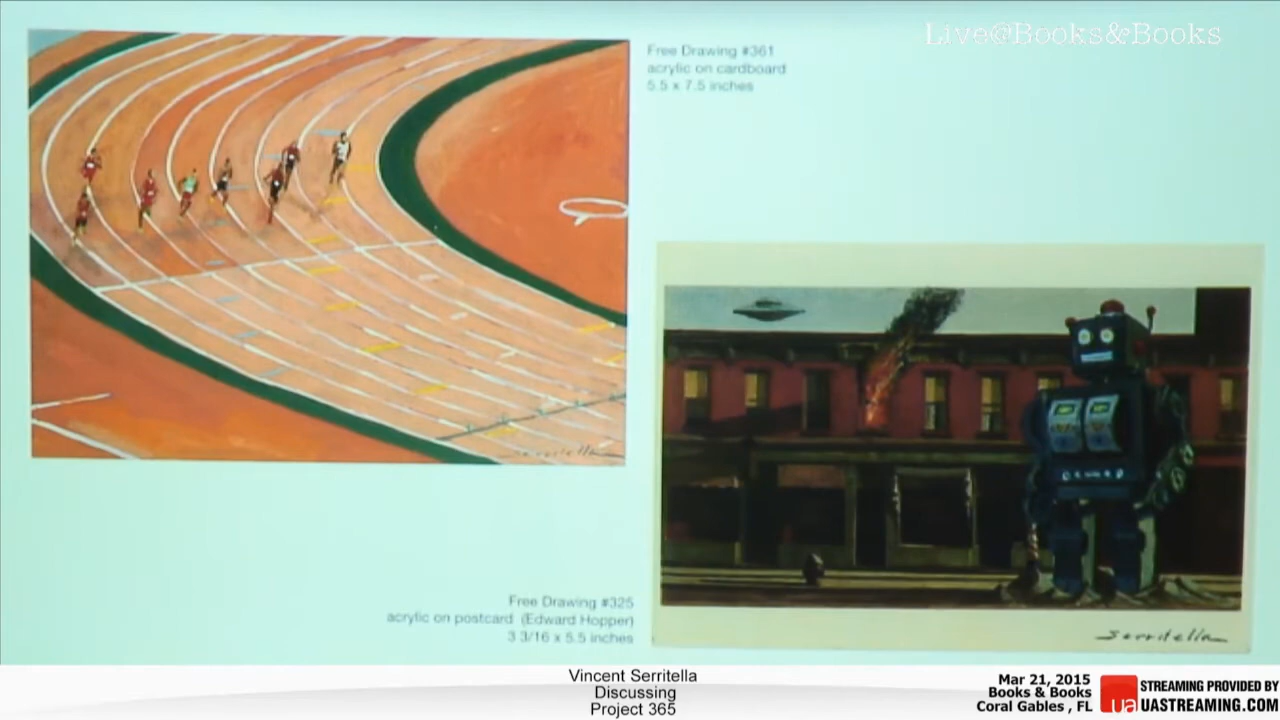 Live@Books&Books
Free Drawing #361
acrylic on cardboard
5.5 x 7.5 inches
serritella
Free Drawing #325
acrylic on postcard (Edward Hopper)
3 3/16 x 5.5 inches
serritella
Vincent Serritella
Discussing
Project 365
Mar 21, 2015
Books & Books
Coral Gables , FL
ua
STREAMING PROVIDED BY
UASTREAMING.COM